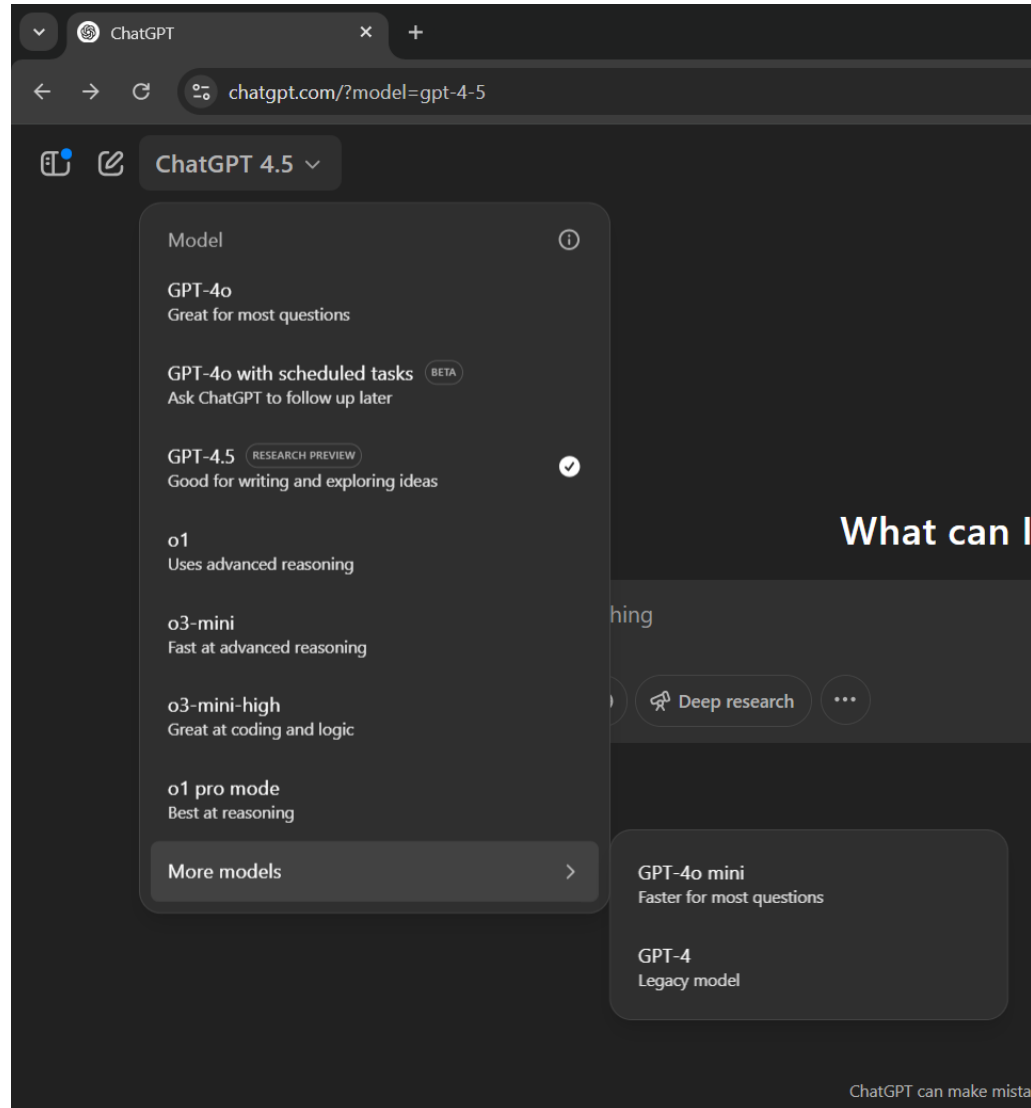 ChatGPT
chatgpt.com/?model=gpt-4-5
ChatGPT 4.5
Model
GPT-4o
Great for most questions
GPT-4o with scheduled tasks BETA
Ask ChatGPT to follow up later
GPT-4.5 RESEARCH PREVIEW
Good for writing and exploring ideas
o1
Uses advanced reasoning
o3-mini
Fast at advanced reasoning
o3-mini-high
Great at coding and logic
o1 pro mode
Best at reasoning
More models
GPT-4o mini
Faster for most questions
GPT-4
Legacy model
What can I
hing
Deep research
ChatGPT can make mista